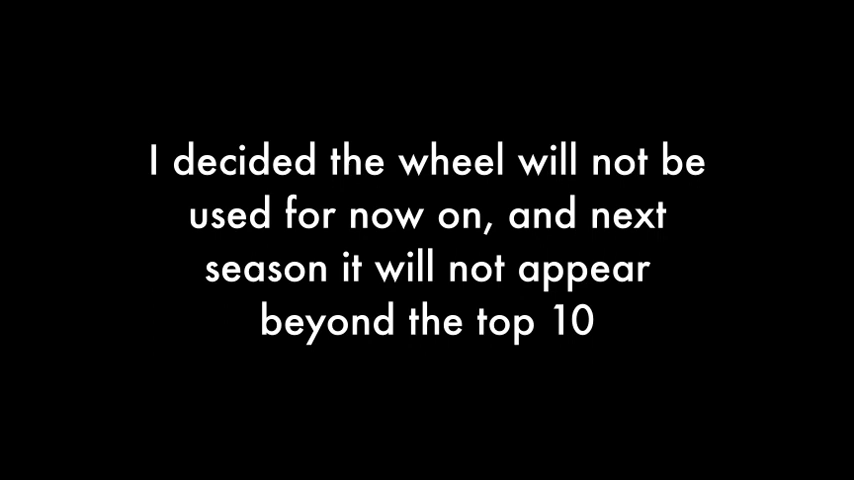 I decided the wheel will not be
used for now on, and next
season it will not appear
beyond the top 10